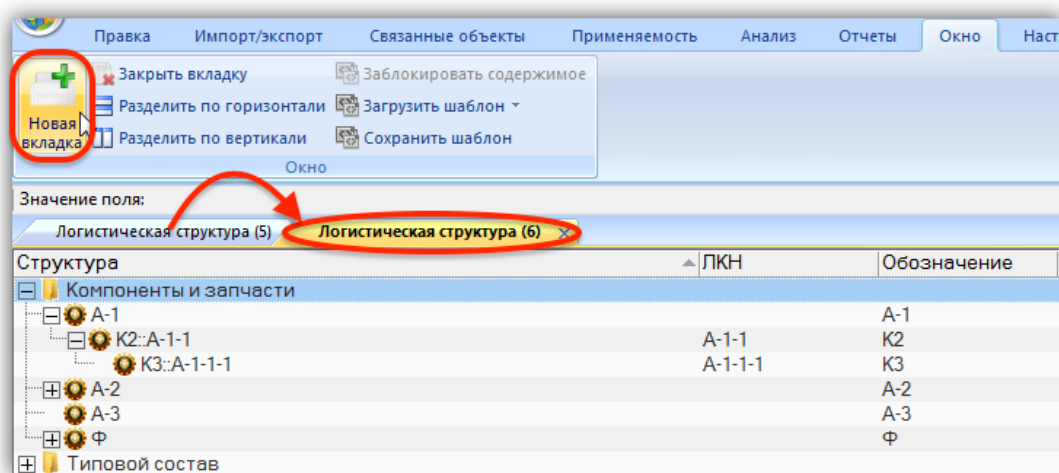 Правка Импорт/экспорт Связанные объекты Применяемость Анализ Отчеты Окно Наст
Новая вкладка
Закрыть вкладку Заблокировать содержимое
Разделить по горизонтали Загрузить шаблон
Разделить по вертикали Сохранить шаблон
Окно
Значение поля:
Логистическая структура (5) Логистическая структура (6)
Структура ЛКН Обозначение
Компоненты и запчасти
А-1 А-1
К2::А-1-1 А-1-1 К2
К3::А-1-1-1 А-1-1-1 К3
А-2 А-2
А-3 А-3
Ф Ф
Типовой состав